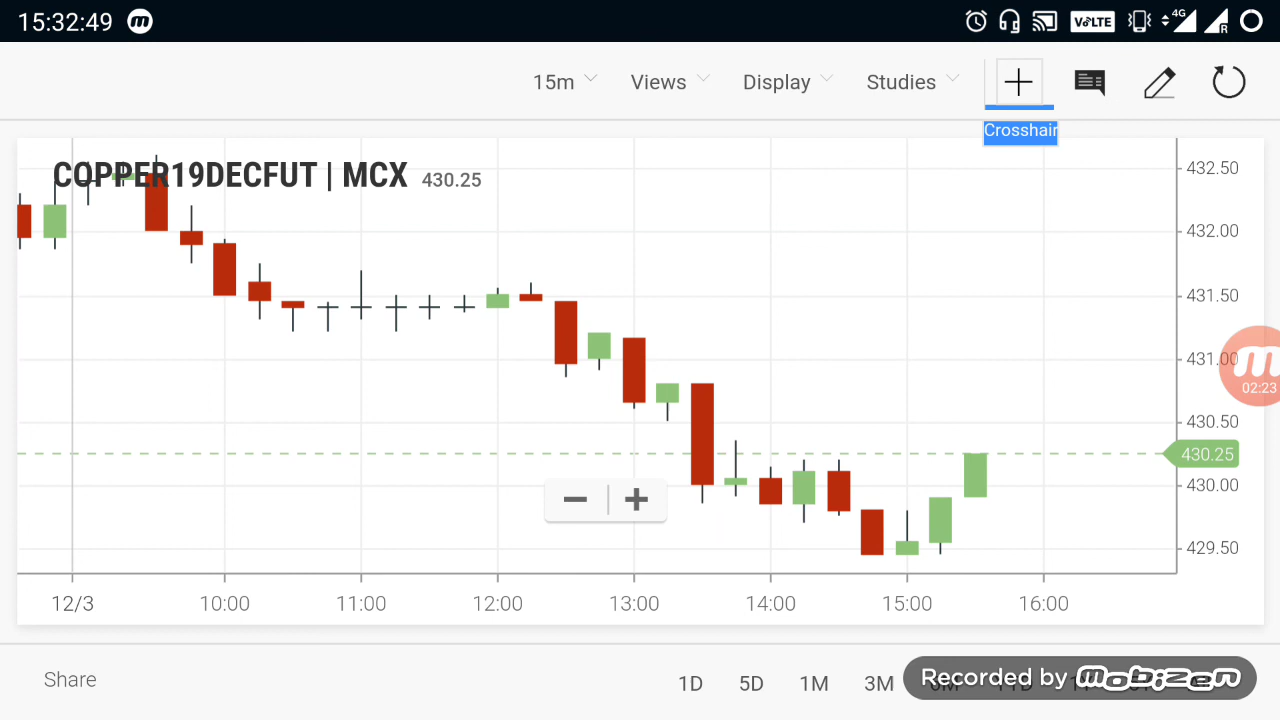 15:32:49
4G
VoLTE
R
15m
Views
Display
Studies
Crosshair
COPPER19DECFUT | MCX 430.25
432.50
432.00
431.50
431.00
430.50
430.25
430.00
429.50
02:23
12/3
10:00
11:00
12:00
13:00
14:00
15:00
16:00
Share
1D
5D
1M
3M
Recorded by mobizen